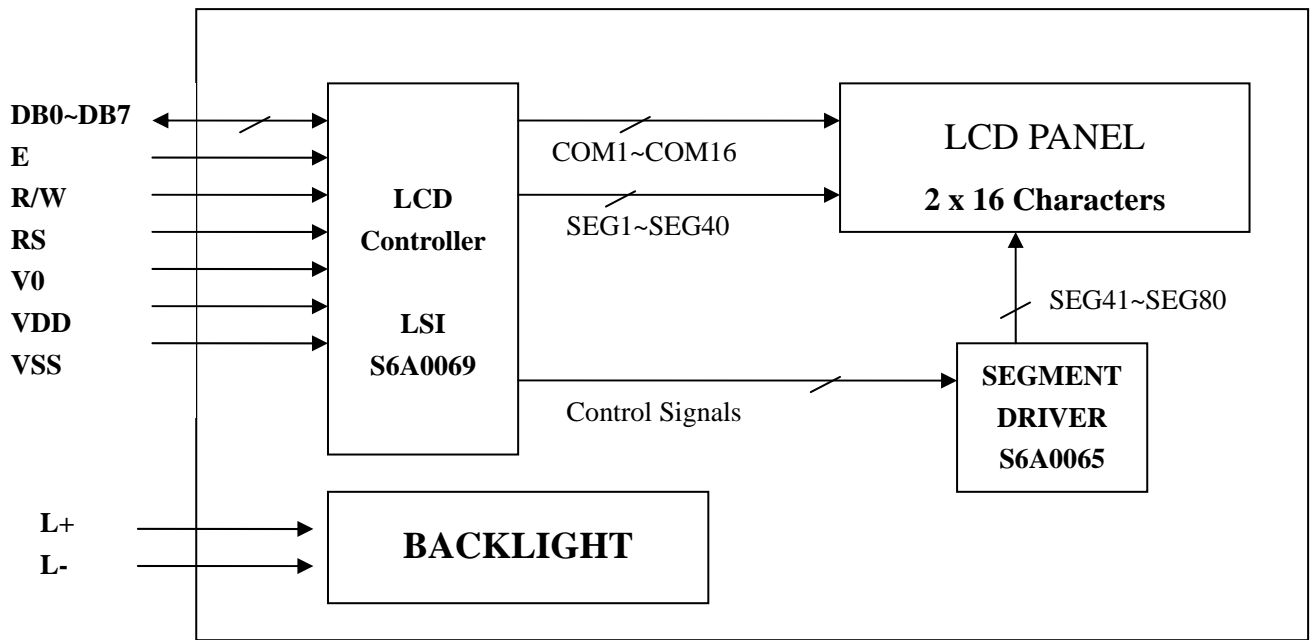 DB0~DB7
E
R/W
RS
V0
VDD
VSS
L+
L-
LCD
Controller
LSI
S6A0069
COM1~COM16
SEG1~SEG40
Control Signals
LCD PANEL
2 x 16 Characters
SEG41~SEG80
SEGMENT
DRIVER
S6A0065
BACKLIGHT